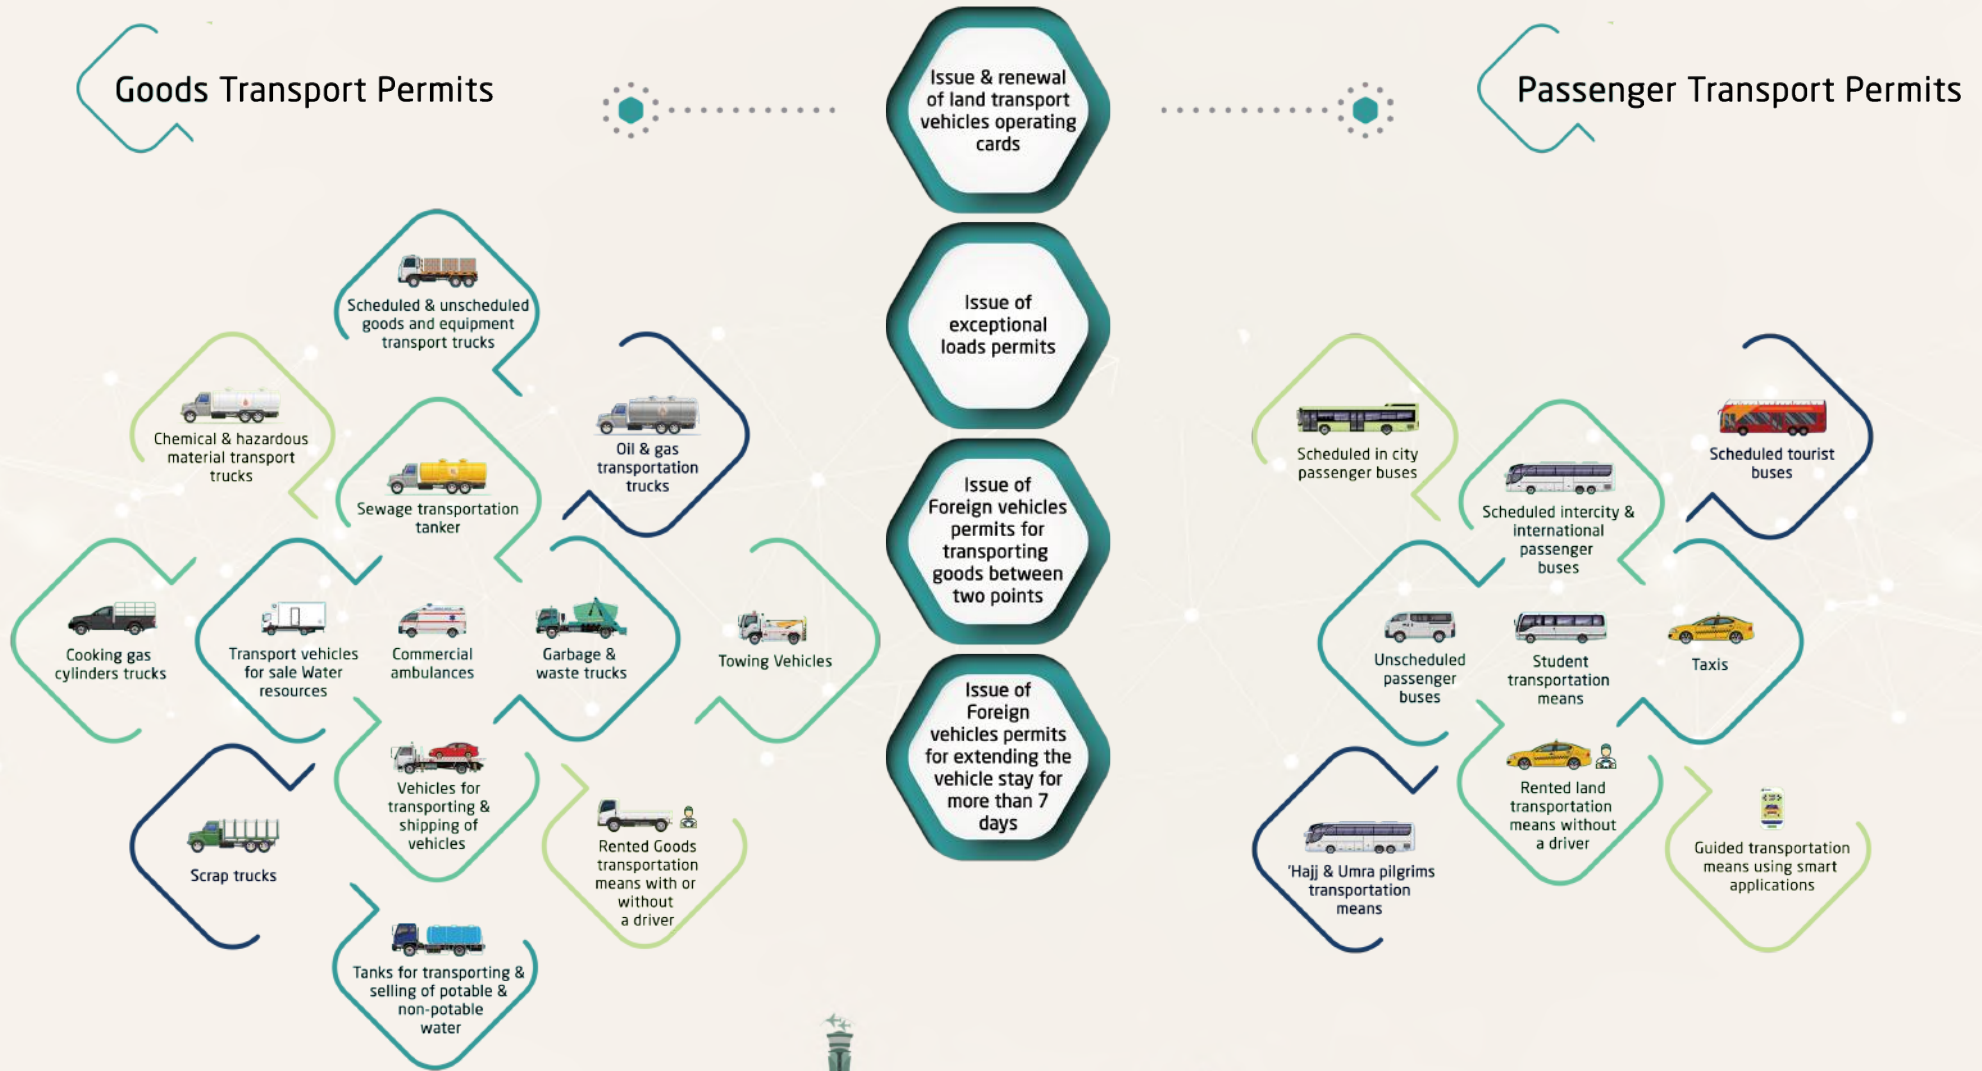 Goods Transport Permits
Issue & renewal
of land transport
vehicles operating
cards
Passenger Transport Permits
Scheduled & unscheduled
goods and equipment
transport trucks
Chemical & hazardous
material transport
trucks
Sewage transportation
tanker
Oil & gas
transportation
trucks
Cooking gas
cylinders trucks
Transport vehicles
for sale Water
resources
Commercial
ambulances
Garbage &
waste trucks
Towing Vehicles
Scrap trucks
Vehicles for
transporting &
shipping of
vehicles
Rented Goods
transportation
means with or
without
a driver
Tanks for transporting &
selling of potable &
non-potable
water
Issue of
exceptional
loads permits
Issue of
Foreign vehicles
permits for
transporting
goods between
two points
Issue of
Foreign
vehicles permits
for extending the
vehicle stay for
more than 7
days
Scheduled in city
passenger buses
Scheduled intercity &
international
passenger
buses
Scheduled tourist
buses
Unscheduled
passenger
buses
Student
transportation
means
Taxis
'Hajj & Umra pilgrims
transportation
means
Rented land
transportation
means without
a driver
Guided transportation
means using smart
applications